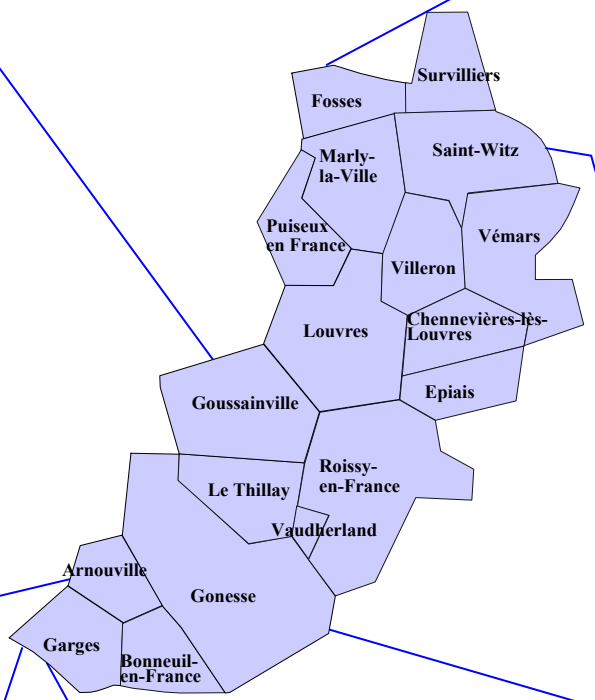 Survilliers
Fosses
Saint-Witz
Marly-
la-Ville
Puiseux
en France
Vémars
Villeron
Chennevières-lès-
Louvres
Louvres
Epiais
Goussainville
Roissy-
en-France
Le Thillay
Vaudherland
Arnouville
Gonesse
Garges
Bonneuil-
en-France